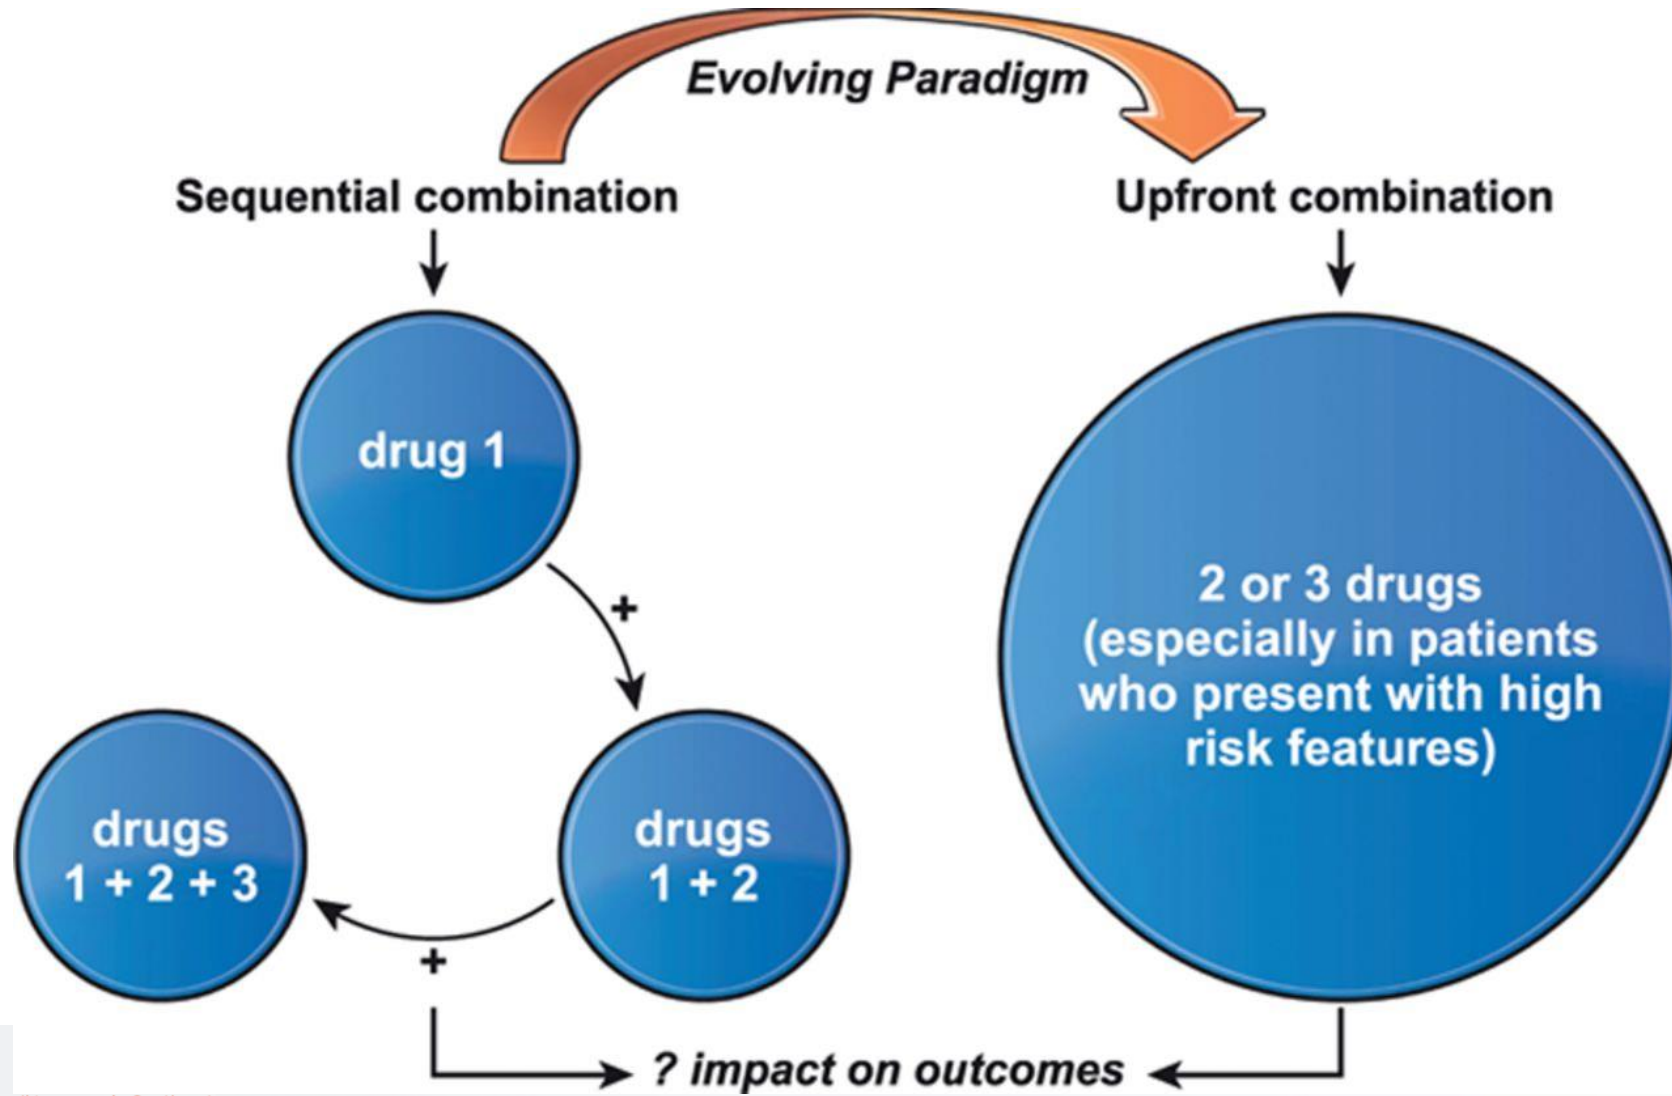 Evolving Paradigm
Sequential combination
Upfront combination
drug 1
+
drugs
1 + 2
+
drugs
1 + 2 + 3
2 or 3 drugs
(especially in patients
who present with high
risk features)
? impact on outcomes